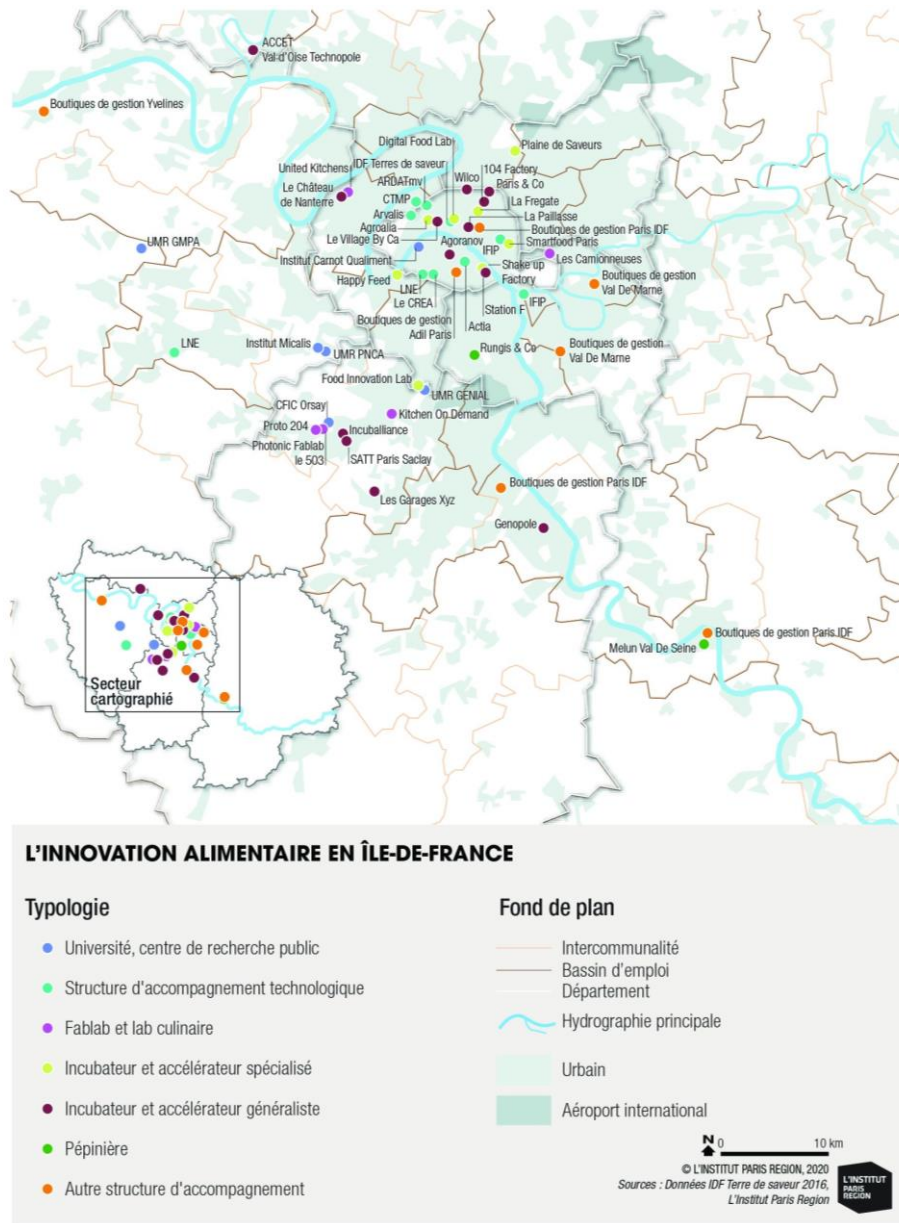 ACCET
Val d'Oise Technopole
Boutiques de gestion Yvelines
Digital Food Lab
Plaine de Saveurs
United Kitchens
IDF Terres de saveur
104 Factory
Le Château
de Nanterre
ARDATmv
Wilco
Paris & Co
CTMP
La Fregate
Arvalis
La Paillasse
Agroalia
Boutiques de gestion Paris IDF
Le Village By Ca
Agoranov
IFIP
Smartfood Paris
UMR GMPA
Institut Carnot Qualiment
Les Camionneuses
Happy Feed
Shake up
Factory
Boutiques de gestion
Val De Marne
LNE
Le CREA
Station F
IFIP
Boutiques de gestion
Adil Paris
Actia
LNE
Institut Micalis
UMR PNCA
Rungis & Co
Boutiques de gestion
Val De Marne
Food Innovation Lab
UMR GENIAL
CFIC Orsay
Kitchen On Demand
Proto 204
Incuballiance
Photonic Fablab
le 503
SATT Paris Saclay
Les Garages Xyz
Boutiques de gestion Paris IDF
Genopole
Boutiques de gestion Paris IDF
Melun Val De Seine
Secteur
cartographié
L'INNOVATION ALIMENTAIRE EN ÎLE-DE-FRANCE
Typologie
Université, centre de recherche public
Structure d'accompagnement technologique
Fablab et lab culinaire
Incubateur et accélérateur spécialisé
Incubateur et accélérateur généraliste
Pépinière
Autre structure d'accompagnement
Fond de plan
Intercommunalité
Bassin d'emploi
Département
Hydrographie principale
Urbain
Aéroport international
N 0 10 km
© L'INSTITUT PARIS REGION, 2020
Sources : Données IDF Terre de saveur 2016,
L'Institut Paris Region
L'INSTITUT
PARIS
REGION